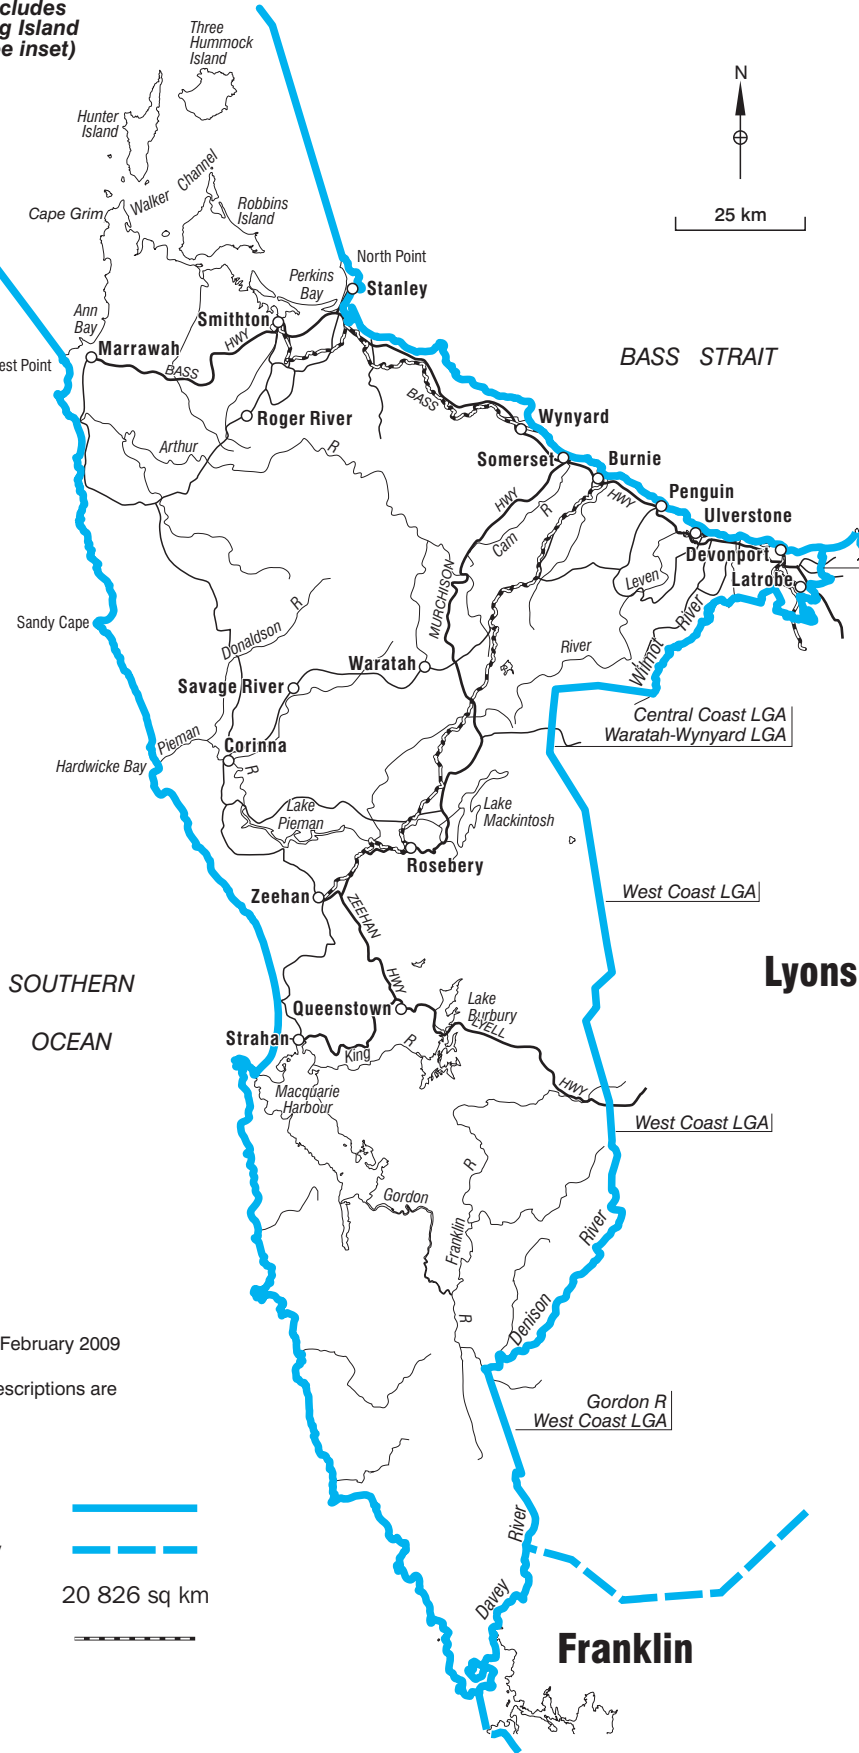 cludes
g Island
e inset)
Three
Hummock
Island
Hunter
Island
Walker Channel
Cape Grim
Robbins
Island
N
25 km
North Point
Perkins
Bay
Stanley
Ann
Bay
Smithton
HWY
Marrawah
BASS
est Point
BASS STRAIT
BASS
Roger River
Wynyard
Arthur
R
Somerset
Burnie
HWY
HWY
Penguin
R
Cam
Ulverstone
Devonport
Latrobe
Leven
MURCHISON
Sandy Cape
Donaldson R
River
Wilmot
River
Waratah
Savage River
Central Coast LGA
Waratah-Wynyard LGA
Pieman
Corinna
R
Hardwicke Bay
Lake
Pieman
Lake
Mackintosh
Rosebery
Zeehan
ZEEHAN
HWY
West Coast LGA
Lyons
SOUTHERN
OCEAN
Queenstown
Lake
Burbury
LYELL
HWY
Strahan
King
R
Macquarie
Harbour
West Coast LGA
R
Gordon
Franklin
R
River
Denison
February 2009
escriptions are
Gordon R
West Coast LGA
River
Davey
20 826 sq km
Franklin